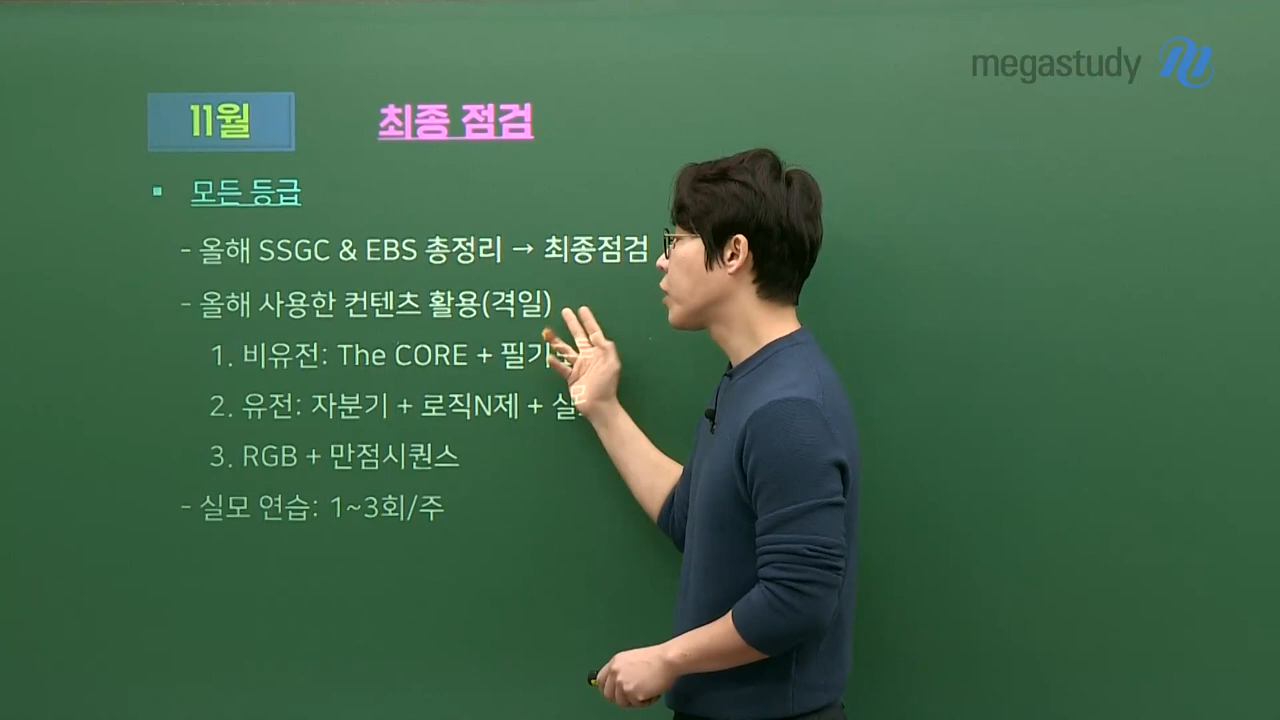 megastudy
11월 최종 점검
▪ 모든 등급
- 올해 SSGC & EBS 총정리 → 최종점검
- 올해 사용한 컨텐츠 활용(격일)
1. 비유전: The CORE + 필기
2. 유전: 자분기 + 로직N제 + 실모
3. RGB + 만점시퀀스
- 실모 연습: 1~3회/주